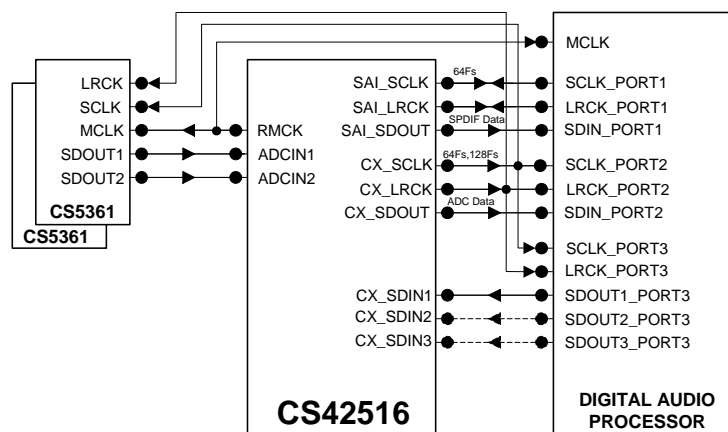 LRCK
SCLK
MCLK
SDOUT1
SDOUT2
CS5361
CS5361
RMCK
ADCIN1
ADCIN2
SAI_SCLK
SAI_LRCK
SAI_SDOUT
CX_SCLK
CX_LRCK
CX_SDOUT
CX_SDIN1
CX_SDIN2
CX_SDIN3
CS42516
64Fs
SPDIF Data
64Fs,128Fs
ADC Data
MCLK
SCLK_PORT1
LRCK_PORT1
SDIN_PORT1
SCLK_PORT2
LRCK_PORT2
SDIN_PORT2
SCLK_PORT3
LRCK_PORT3
SDOUT1_PORT3
SDOUT2_PORT3
SDOUT3_PORT3
DIGITAL AUDIO
PROCESSOR